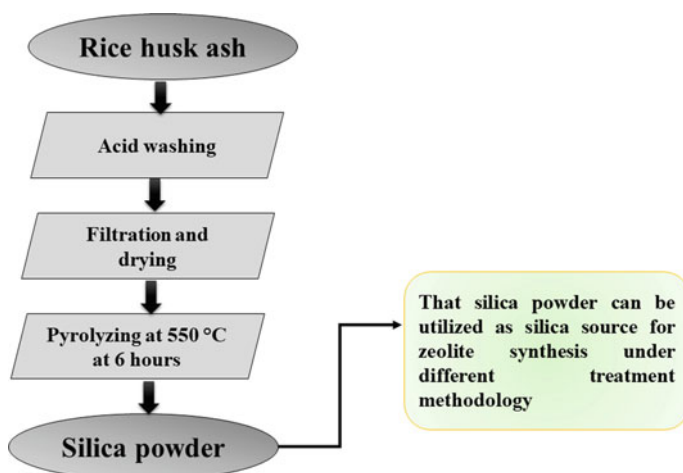 Rice husk ash
Acid washing
Filtration and
drying
Pyrolyzing at 550 °C
at 6 hours
Silica powder
That silica powder can be
utilized as silica source for
zeolite synthesis under
different treatment
methodology